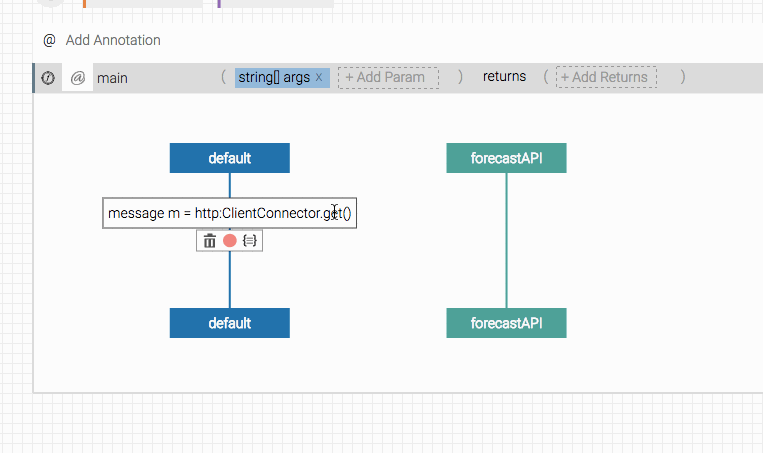 @ Add Annotation
@ main ( string[] args x + Add Param ) returns ( + Add Returns )
default forecastAPI
message m = http:ClientConnector.get()
default forecastAPI